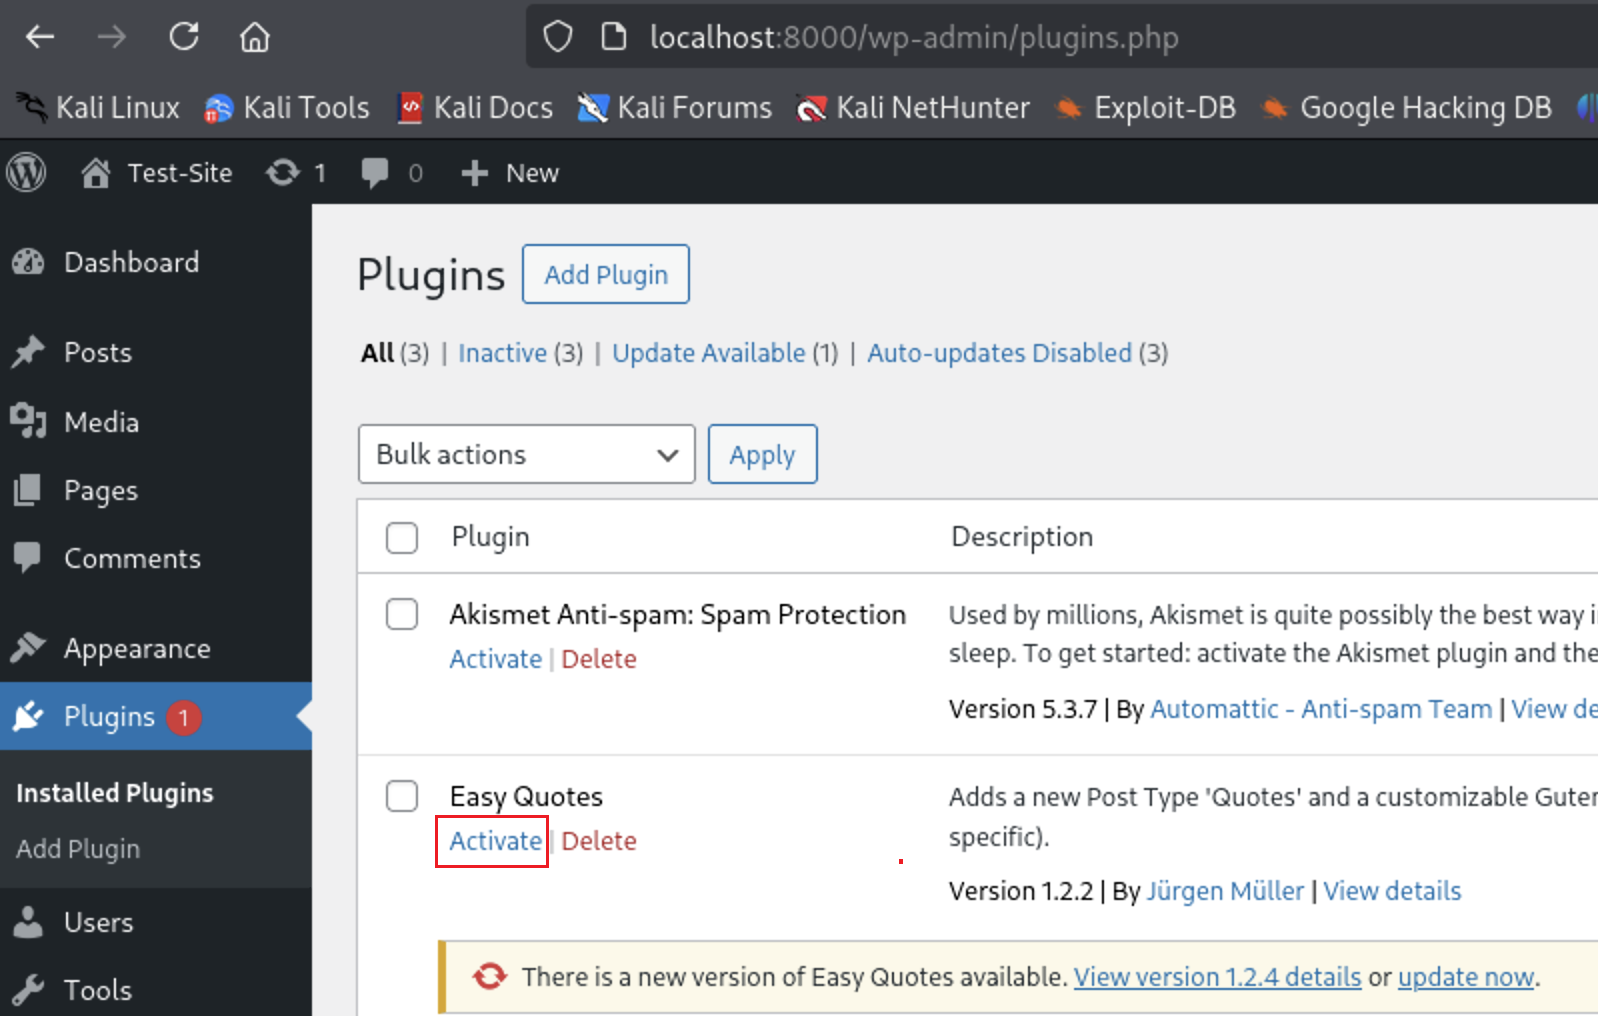 localhost:8000/wp-admin/plugins.php
Kali Linux Kali Tools Kali Docs Kali Forums Kali NetHunter Exploit-DB Google Hacking DB
Test-Site 1 0 New
Dashboard
Posts
Media
Pages
Comments
Appearance
Plugins 1
Installed Plugins
Add Plugin
Users
Tools
Plugins Add Plugin
All (3) | Inactive (3) | Update Available (1) | Auto-updates Disabled (3)
Bulk actions Apply
Plugin Description
Akismet Anti-spam: Spam Protection
Activate | Delete
Used by millions, Akismet is quite possibly the best way
sleep. To get started: activate the Akismet plugin and
Version 5.3.7 | By Automattic - Anti-spam Team | View
Easy Quotes
Activate | Delete
Adds a new Post Type 'Quotes' and a customizable
specific).
Version 1.2.2 | By Jürgen Müller | View details
There is a new version of Easy Quotes available. View version 1.2.4 details or update now.